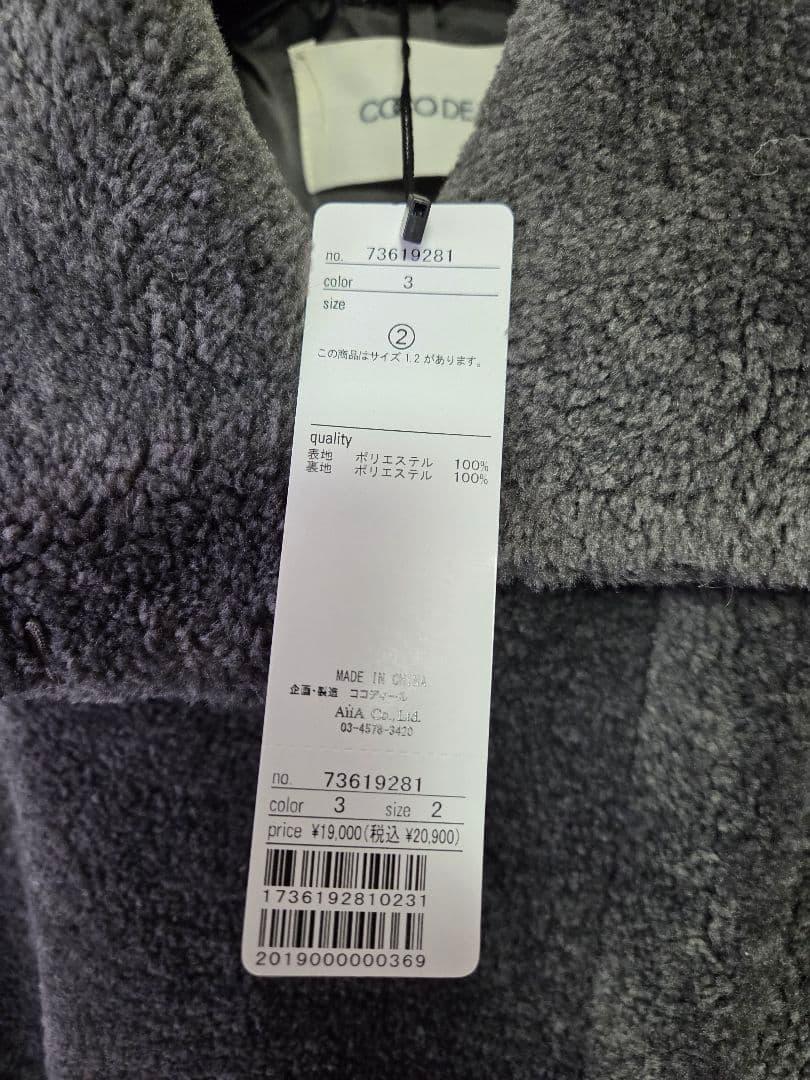 COCO DE
no. 73619281
color 3
size
②
この商品はサイズ 1.2 があります。
quality
表地 ポリエステル 100%
裏地 ポリエステル 100%
MADE IN CHINA
企画・製造 ココディール
AiiA Co., Ltd.
03-4578-3420
no. 73619281
color 3 size 2
price ¥19,000(税込 ¥20,900)
1736192810231
2019000000369